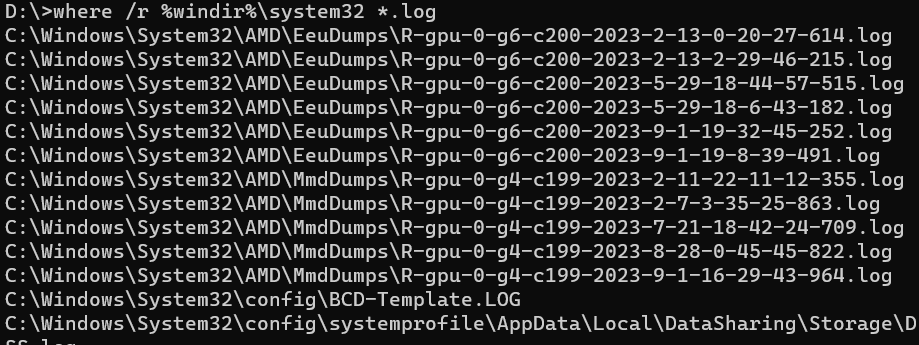 D:\>where /r %windir%\system32 *.log
C:\Windows\System32\AMD\EeuDumps\R-gpu-0-g6-c200-2023-2-13-0-20-27-614.log
C:\Windows\System32\AMD\EeuDumps\R-gpu-0-g6-c200-2023-2-13-2-29-46-215.log
C:\Windows\System32\AMD\EeuDumps\R-gpu-0-g6-c200-2023-5-29-18-44-57-515.log
C:\Windows\System32\AMD\EeuDumps\R-gpu-0-g6-c200-2023-5-29-18-6-43-182.log
C:\Windows\System32\AMD\EeuDumps\R-gpu-0-g6-c200-2023-9-1-19-32-45-252.log
C:\Windows\System32\AMD\EeuDumps\R-gpu-0-g6-c200-2023-9-1-19-8-39-491.log
C:\Windows\System32\AMD\MmdDumps\R-gpu-0-g4-c199-2023-2-11-22-11-12-355.log
C:\Windows\System32\AMD\MmdDumps\R-gpu-0-g4-c199-2023-2-7-3-35-25-863.log
C:\Windows\System32\AMD\MmdDumps\R-gpu-0-g4-c199-2023-7-21-18-42-24-709.log
C:\Windows\System32\AMD\MmdDumps\R-gpu-0-g4-c199-2023-8-28-0-45-45-822.log
C:\Windows\System32\AMD\MmdDumps\R-gpu-0-g4-c199-2023-9-1-16-29-43-964.log
C:\Windows\System32\config\BCD-Template.LOG
C:\Windows\System32\config\systemprofile\AppData\Local\DataSharing\Storage\D
SS.log